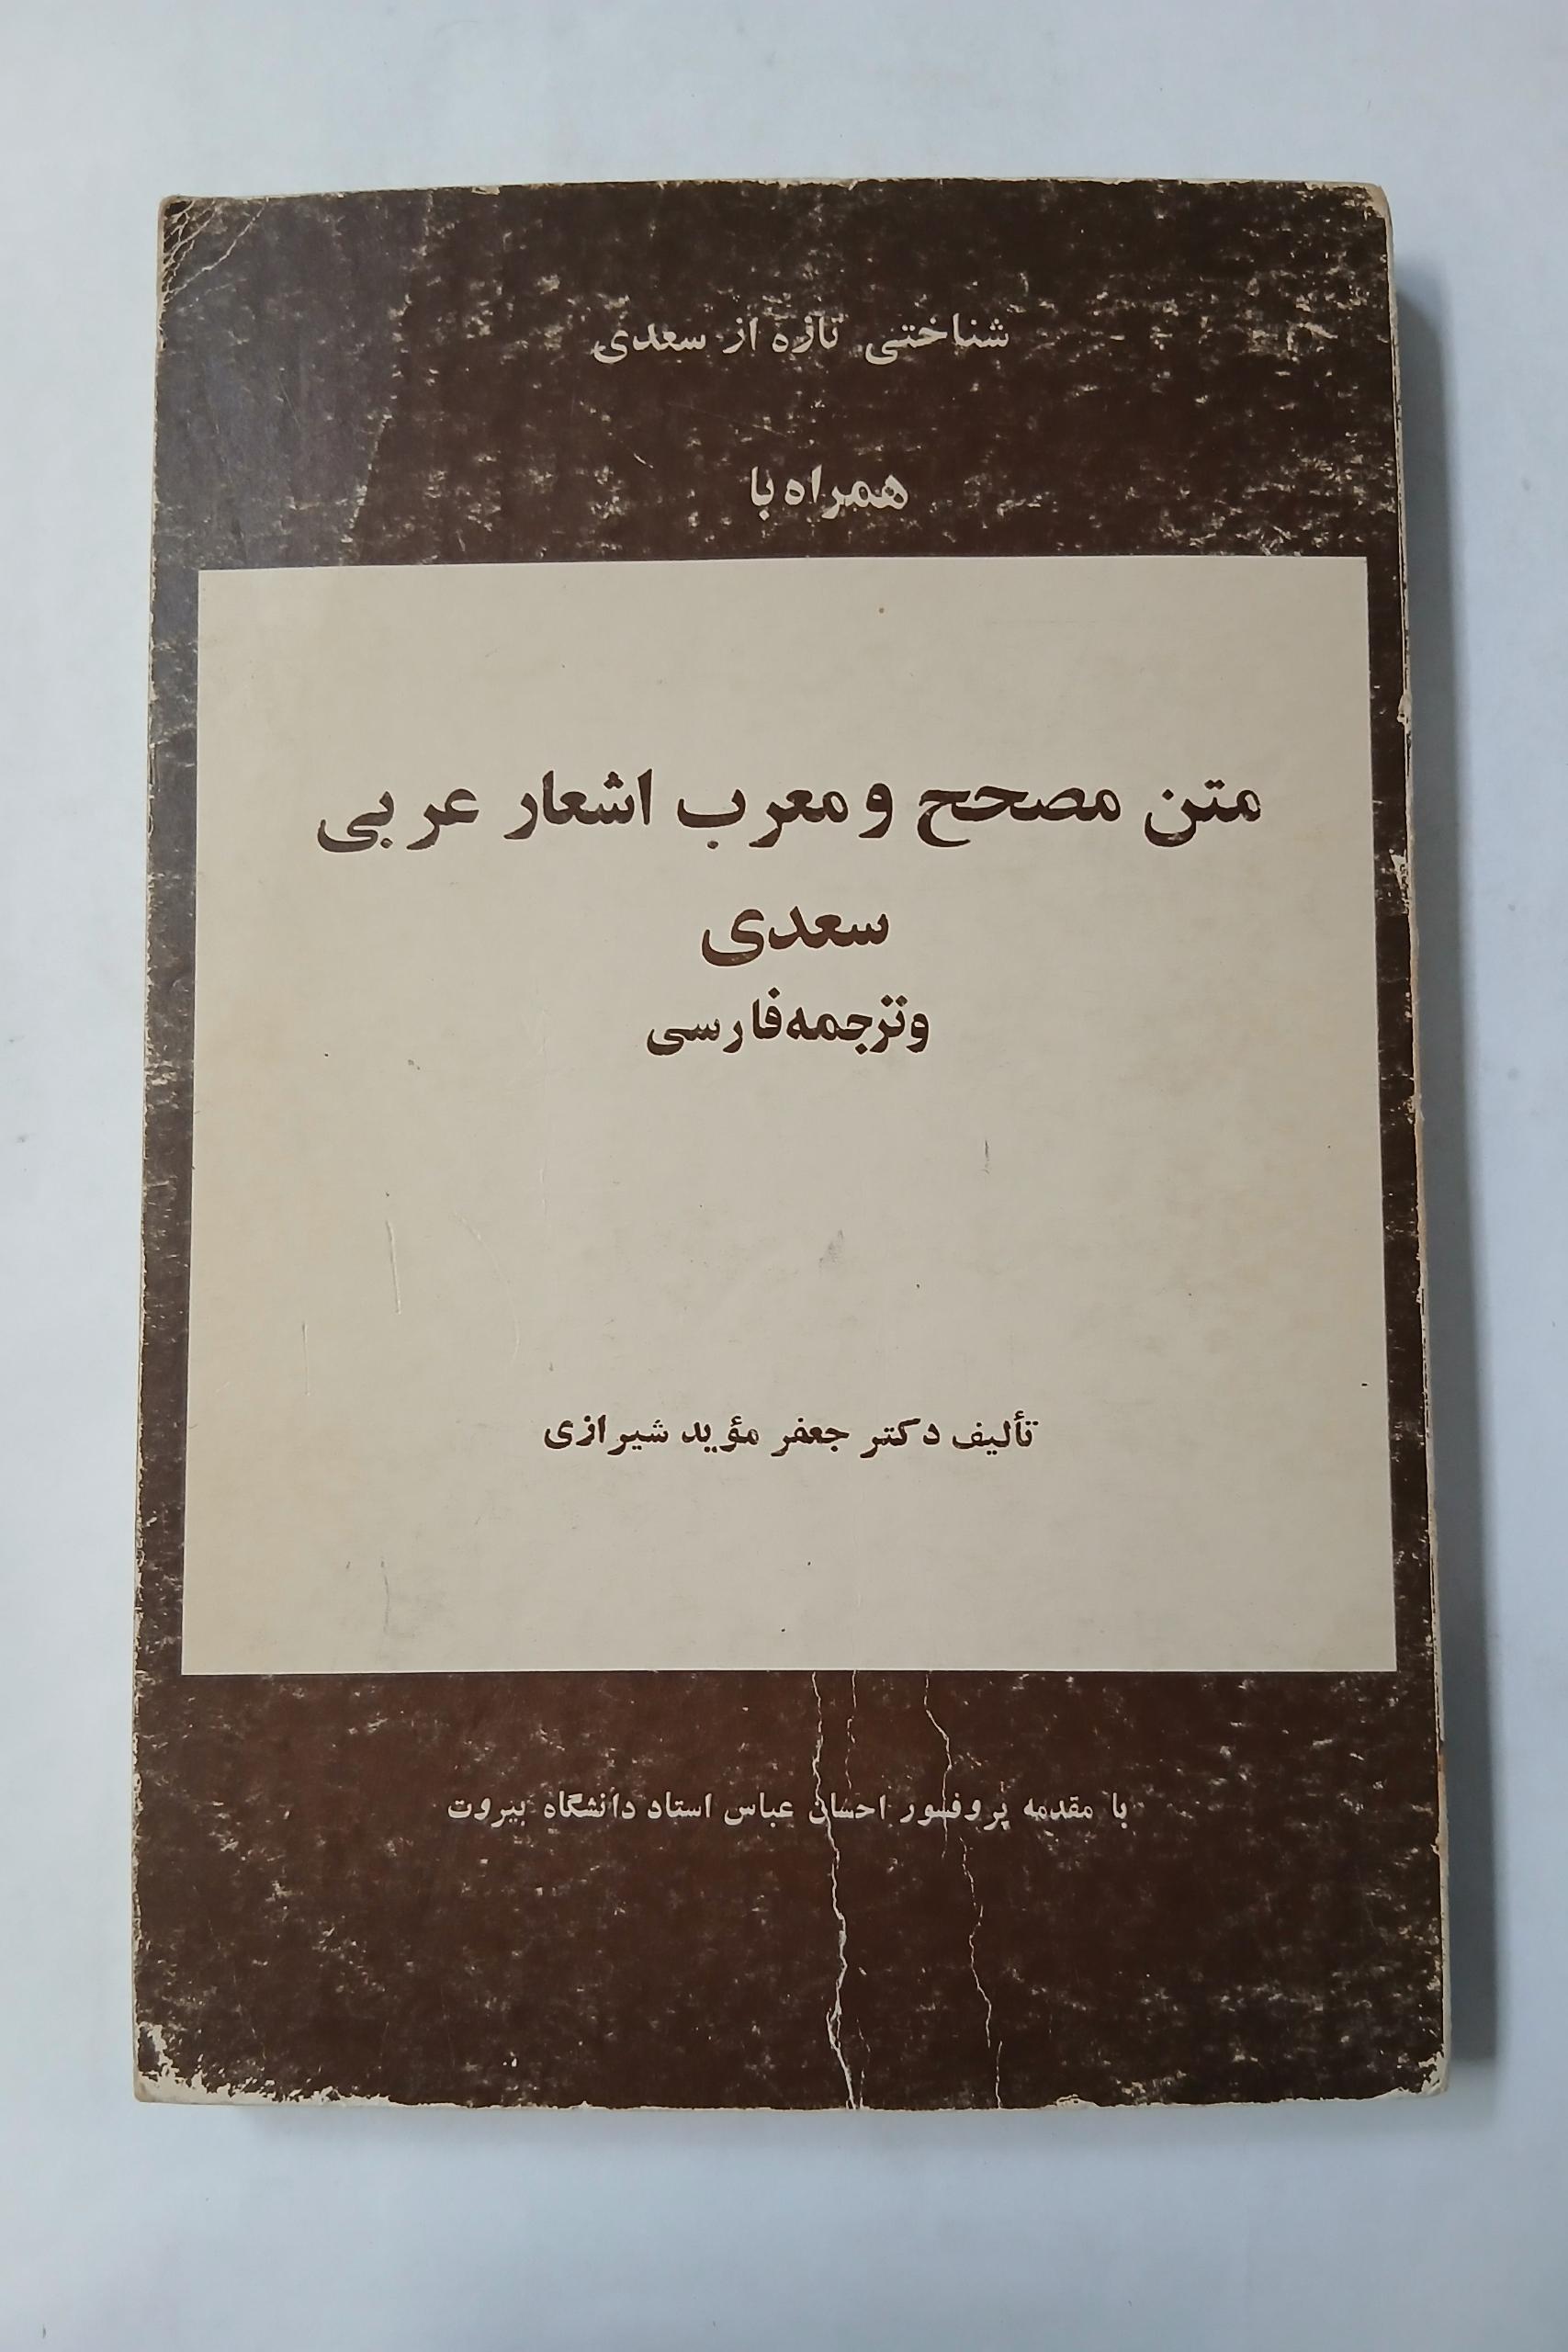 شناختی تازه از سعدی
همراه با
متن مصحح و معرب اشعار عربی
سعدی
و ترجمه فارسی
تألیف دکتر جعفر مؤید شیرازی
با مقدمه پروفسور احسان عباس استاد دانشگاه بیروت